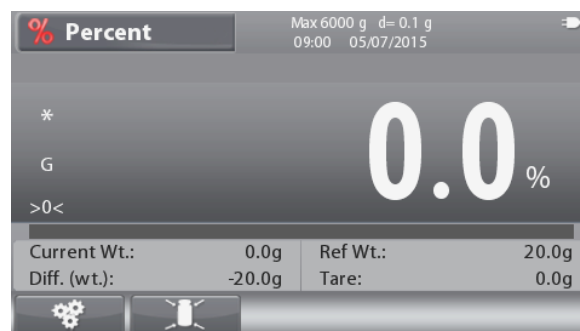 % Percent
Max 6000 g d= 0.1 g
09:00 05/07/2015
*
G
>0<
0.0 %
Current Wt.: 0.0g Ref Wt.: 20.0g
Diff. (wt.): -20.0g Tare: 0.0g